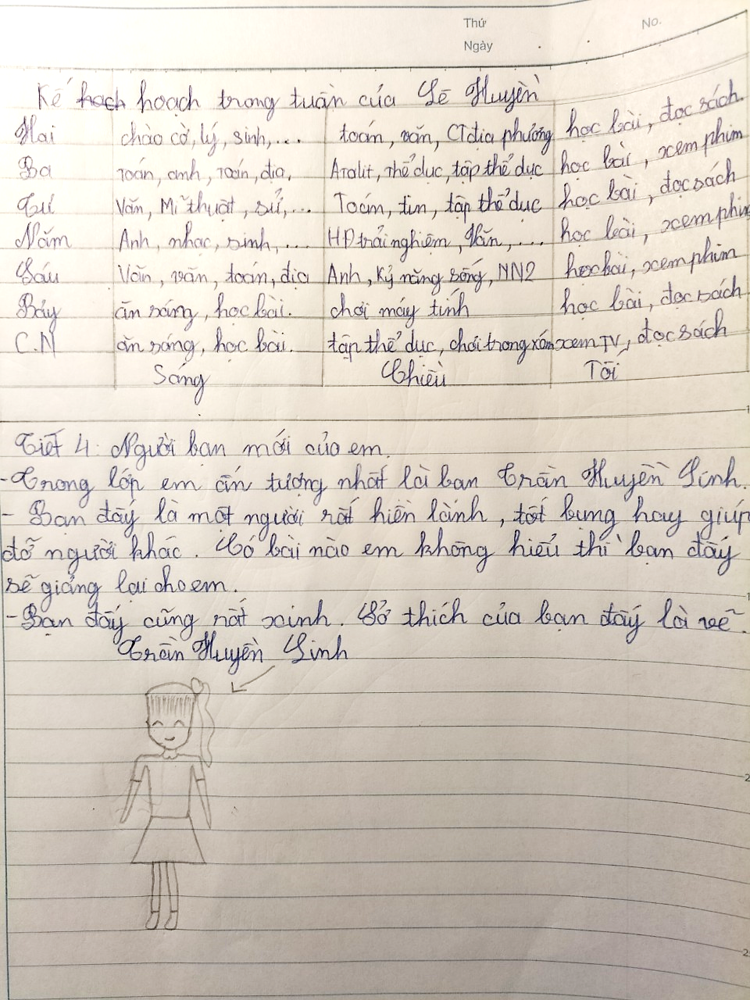 Thứ No.
Ngày
Kế hoạch hoạch trong tuần của Lê Huyền
Hai chào cờ, lý, sinh, ... toán, văn, CTđịa phương học bài, đọc sách.
Ba toán, anh, toán, địa, thể dục, tập thể dục học bài, xem phim
Tư Văn, Mĩ thuật, sử, ... Toán, tin, tập thể dục học bài, đọc sách
Năm Anh, nhạc, sinh, ... HĐ trải nghiệm, Văn, ... học bài, xem phim
Sáu Văn, văn, toán, địa Anh, Kỹ năng sống, NN2 học bài, xem phim
Bảy ăn sáng, học bài. chơi máy tính học bài, đọc sách
C.N ăn sáng, học bài. tập thể dục, chơi trong xóm xem TV, đọc sách
Sáng Chiều Tối
Tiết 4: Người bạn mới của em.
- Trong lớp em ấn tượng nhất là bạn Trần Huyền Linh.
- Bạn đấy là một người rất hiền lành, tốt bụng hay giúp
đỡ người khác. Có bài nào em không hiểu thì bạn đấy
sẽ giảng lại cho em.
- Bạn đấy cũng rất xinh. Sở thích của bạn đấy là vẽ.
Trần Huyền Linh